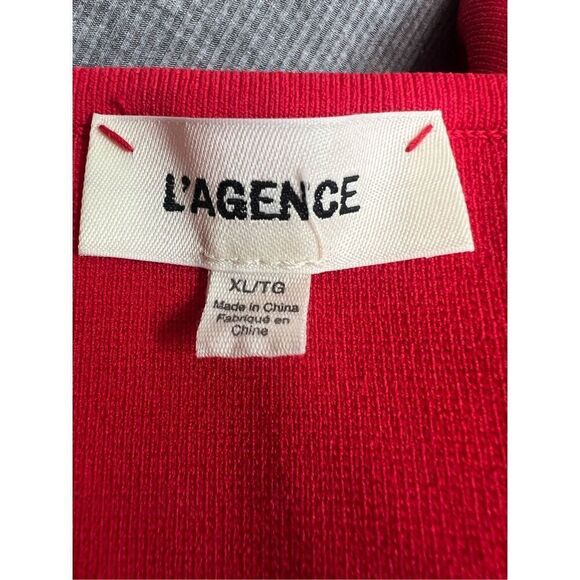 L'AGENCE
XL/TG
Made in China
Fabriqué en
Chine